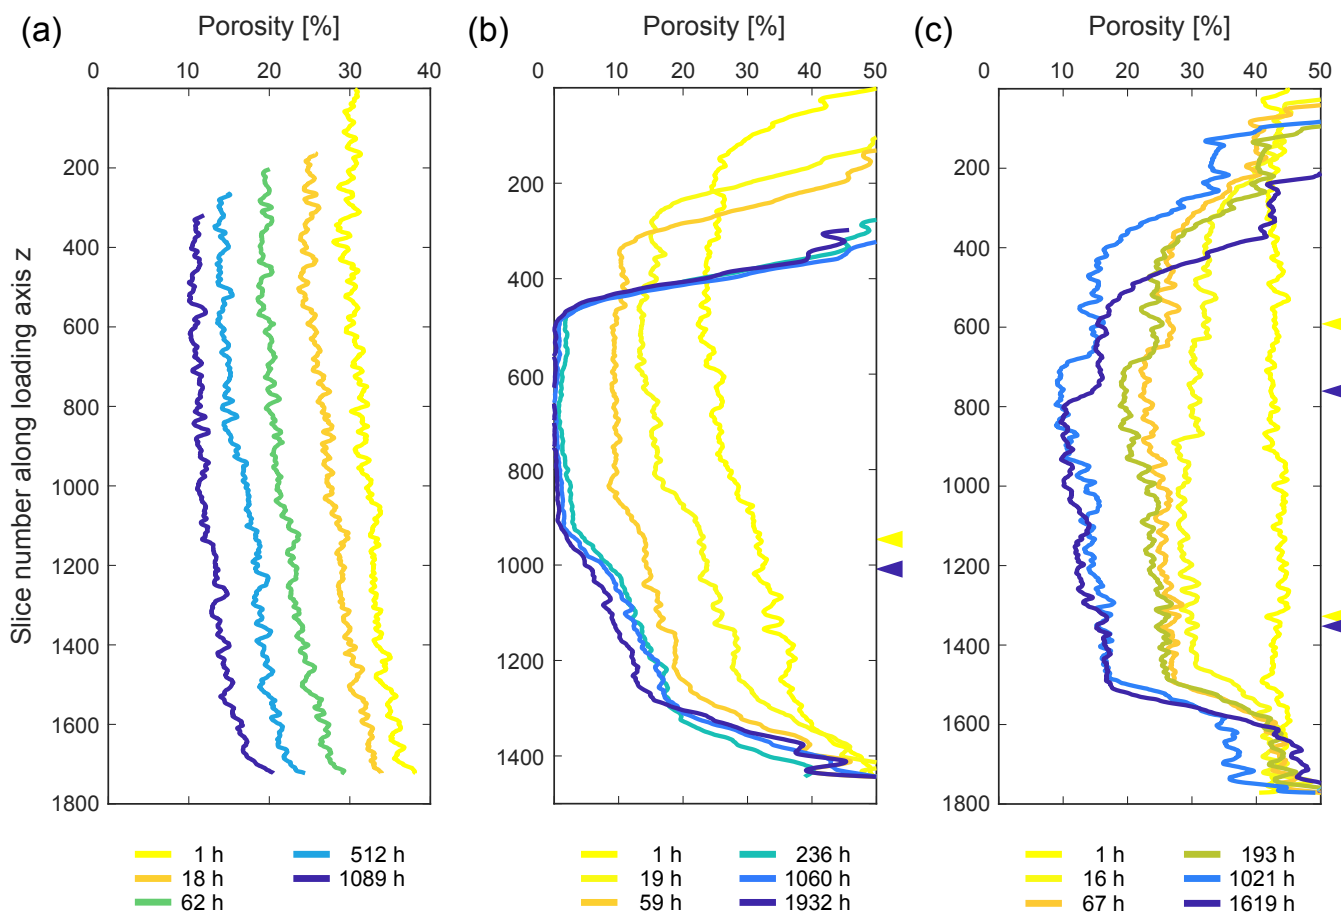 (a) Porosity [%]
0 10 20 30 40
Slice number along loading axis z
200
400
600
800
1000
1200
1400
1600
1800
1 h 512 h
18 h 1089 h
62 h
(b) Porosity [%]
0 10 20 30 40 50
200
400
600
800
1000
1200
1400
1 h 236 h
19 h 1060 h
59 h 1932 h
(c) Porosity [%]
0 10 20 30 40 50
200
400
600
800
1000
1200
1400
1600
1800
1 h 193 h
16 h 1021 h
67 h 1619 h